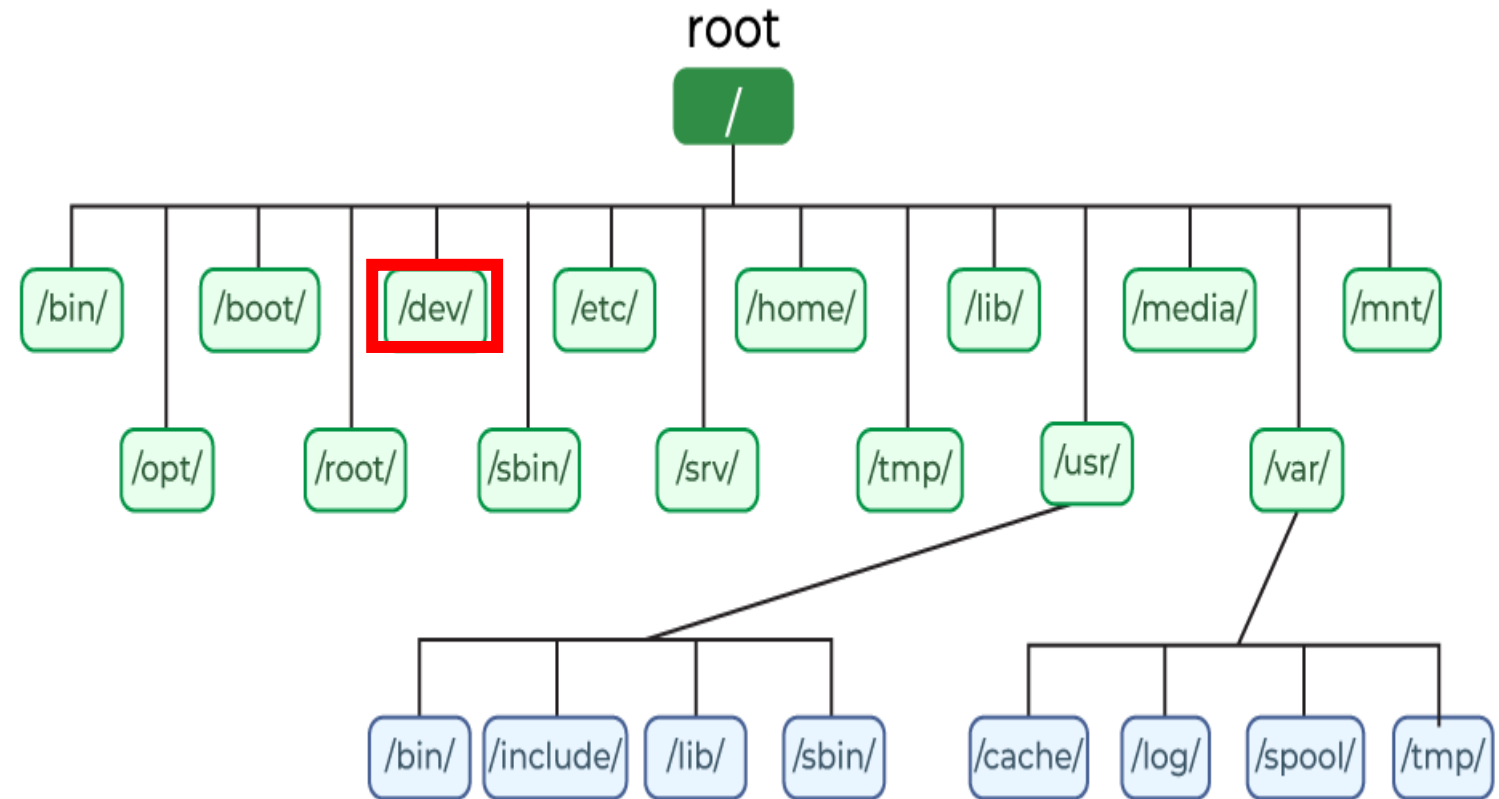 root
/
/bin/
/boot/
/dev/
/etc/
/home/
/lib/
/media/
/mnt/
/opt/
/root/
/sbin/
/srv/
/tmp/
/usr/
/var/
/bin/
/include/
/lib/
/sbin/
/cache/
/log/
/spool/
/tmp/